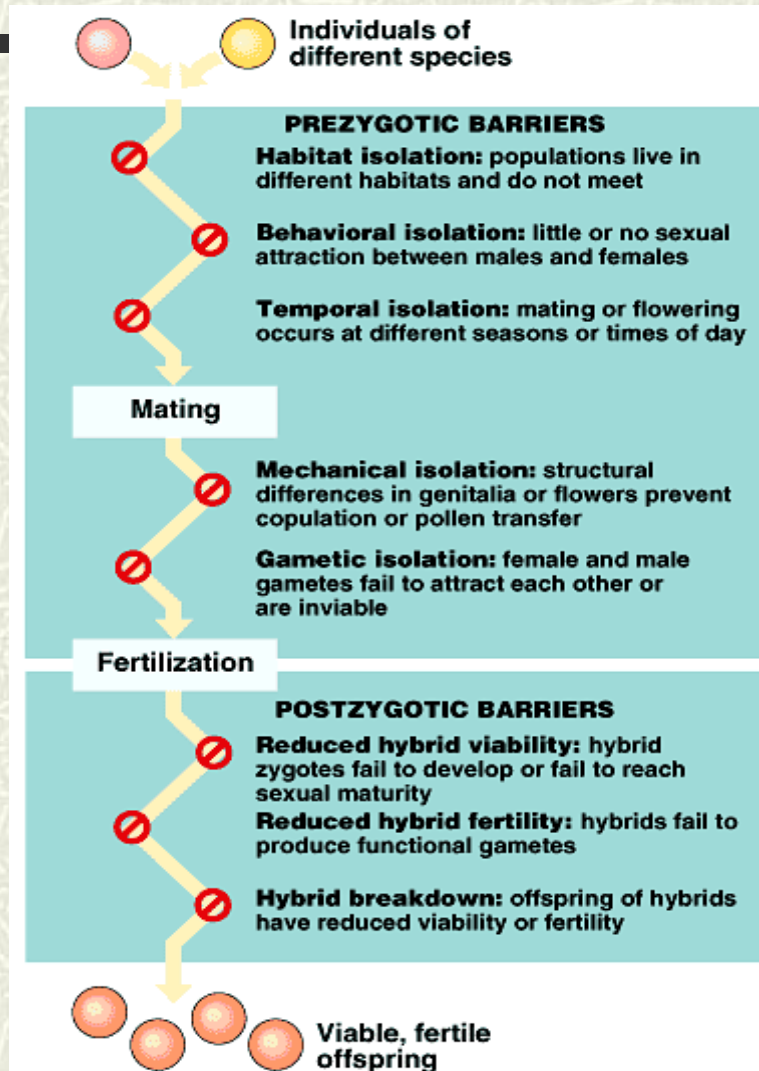 Individuals of
different species
PREZYGOTIC BARRIERS
Habitat isolation: populations live in
different habitats and do not meet
Behavioral isolation: little or no sexual
attraction between males and females
Temporal isolation: mating or flowering
occurs at different seasons or times of day
Mating
Mechanical isolation: structural
differences in genitalia or flowers prevent
copulation or pollen transfer
Gametic isolation: female and male
gametes fail to attract each other or
are inviable
Fertilization
POSTZYGOTIC BARRIERS
Reduced hybrid viability: hybrid
zygotes fail to develop or fail to reach
sexual maturity
Reduced hybrid fertility: hybrids fail to
produce functional gametes
Hybrid breakdown: offspring of hybrids
have reduced viability or fertility
Viable, fertile
offspring